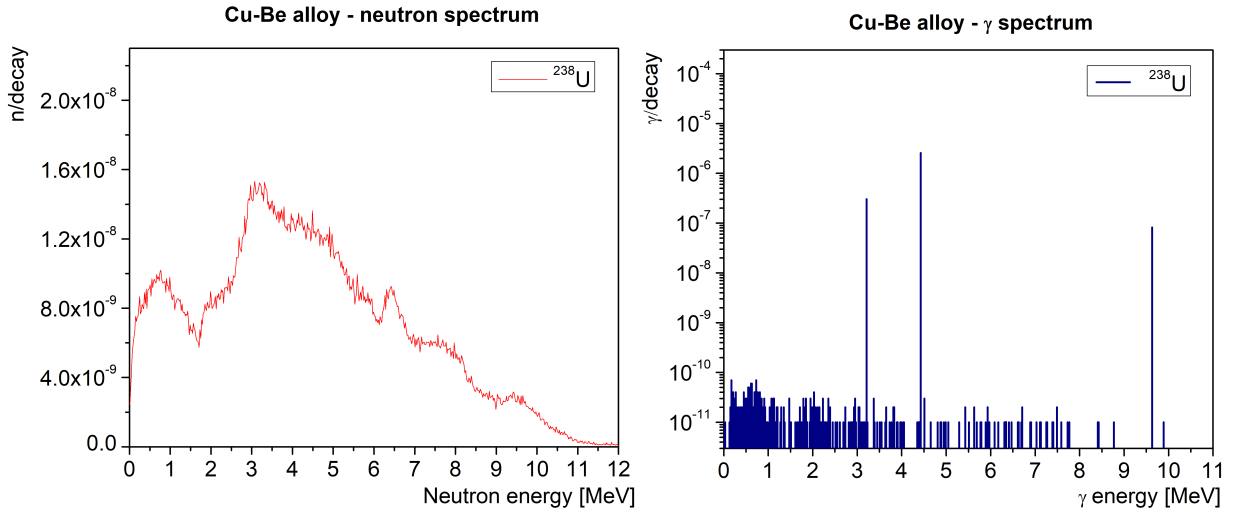 Cu-Be alloy - neutron spectrum
n/decay
²³⁸U
2.0x10⁻⁸
1.6x10⁻⁸
1.2x10⁻⁸
8.0x10⁻⁹
4.0x10⁻⁹
0.0
0 1 2 3 4 5 6 7 8 9 10 11 12
Neutron energy [MeV]
Cu-Be alloy - γ spectrum
γ/decay
²³⁸U
10⁻⁴
10⁻⁵
10⁻⁶
10⁻⁷
10⁻⁸
10⁻⁹
10⁻¹⁰
10⁻¹¹
0 1 2 3 4 5 6 7 8 9 10 11
γ energy [MeV]